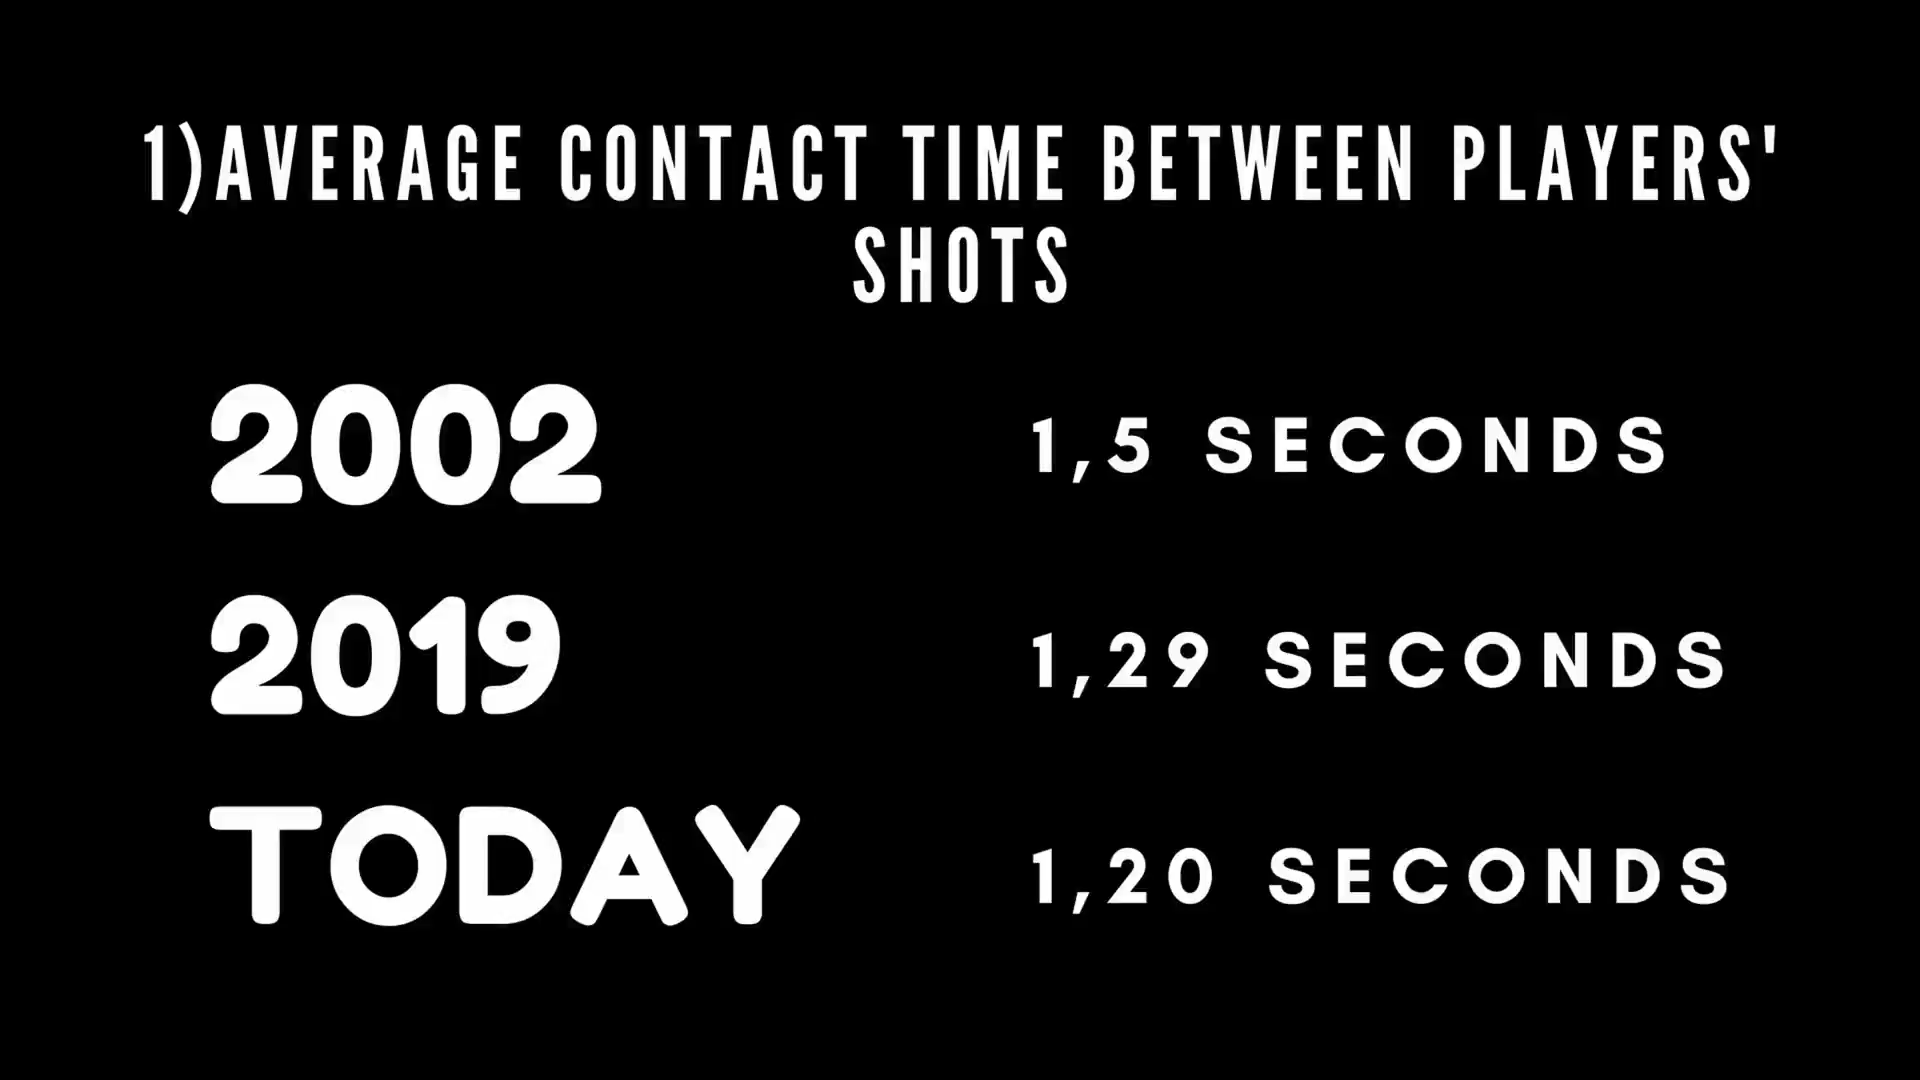 1)AVERAGE CONTACT TIME BETWEEN PLAYERS'
SHOTS
2002 1,5 SECONDS
2019 1,29 SECONDS
TODAY 1,20 SECONDS